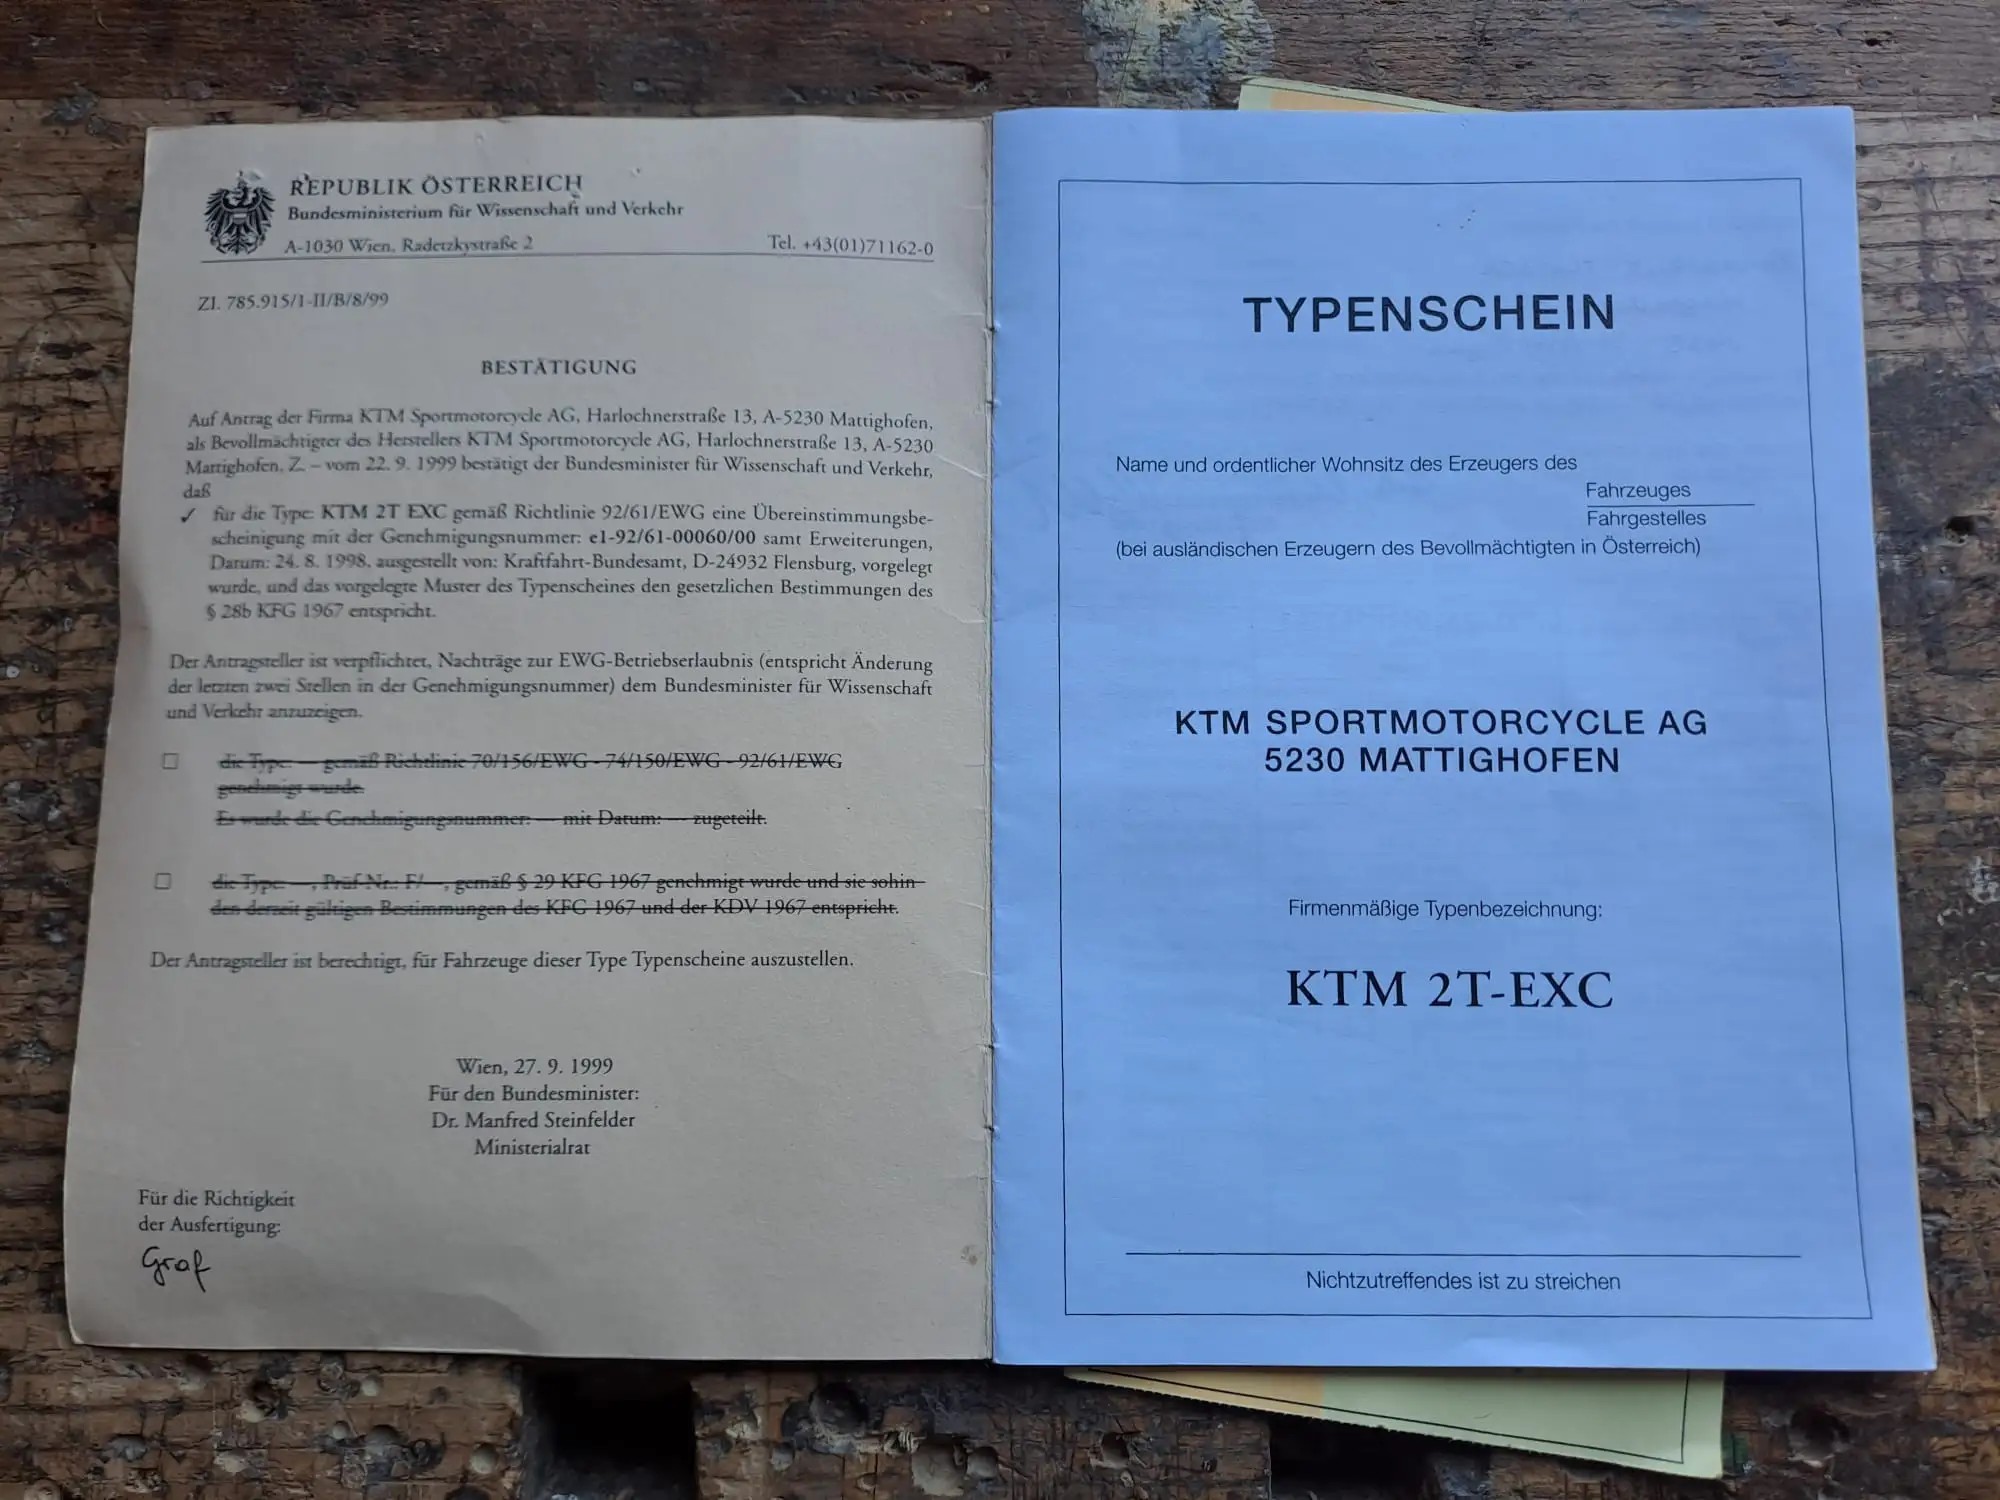 REPUBLIK ÖSTERREICH
Bundesministerium für Wissenschaft und Verkehr
A-1030 Wien, Radetzkystraße 2 Tel. +43(01)71162-0
Zl. 785.915/1-II/B/8/99
BESTÄTIGUNG
Auf Antrag der Firma KTM Sportmotorcycle AG, Harlochnerstraße 13, A-5230 Mattighofen,
als Bevollmächtigter des Herstellers KTM Sportmotorcycle AG, Harlochnerstraße 13, A-5230
Mattighofen, Z. – vom 22. 9. 1999 bestätigt der Bundesminister für Wissenschaft und Verkehr,
daß
✓ für die Type: KTM 2T EXC gemäß Richtlinie 92/61/EWG eine Übereinstimmungsbe-
scheinigung mit der Genehmigungsnummer: e1-92/61-00060/00 samt Erweiterungen,
Datum: 24. 8. 1998, ausgestellt von: Kraftfahrt-Bundesamt, D-24932 Flensburg, vorgelegt
wurde, und das vorgelegte Muster des Typenscheines den gesetzlichen Bestimmungen des
§ 28b KFG 1967 entspricht.
Der Antragsteller ist verpflichtet, Nachträge zur EWG-Betriebserlaubnis (entspricht Änderung
der letzten zwei Stellen in der Genehmigungsnummer) dem Bundesminister für Wissenschaft
und Verkehr anzuzeigen.
☐ die Type: — gemäß Richtlinie 70/156/EWG - 74/150/EWG - 92/61/EWG
genehmigt wurde.
Es wurde die Genehmigungsnummer: — mit Datum: — zugeteilt.
☐ die Type: —, Prüf-Nr.: F/—, gemäß § 29 KFG 1967 genehmigt wurde und sie sohin
den derzeit gültigen Bestimmungen des KFG 1967 und der KDV 1967 entspricht.
Der Antragsteller ist berechtigt, für Fahrzeuge dieser Type Typenscheine auszustellen.
Wien, 27. 9. 1999
Für den Bundesminister:
Dr. Manfred Steinfelder
Ministerialrat
Für die Richtigkeit
der Ausfertigung:
Graf
TYPENSCHEIN
Name und ordentlicher Wohnsitz des Erzeugers des
Fahrzeuges
Fahrgestelles
(bei ausländischen Erzeugern des Bevollmächtigten in Österreich)
KTM SPORTMOTORCYCLE AG
5230 MATTIGHOFEN
Firmenmäßige Typenbezeichnung:
KTM 2T-EXC
Nichtzutreffendes ist zu streichen